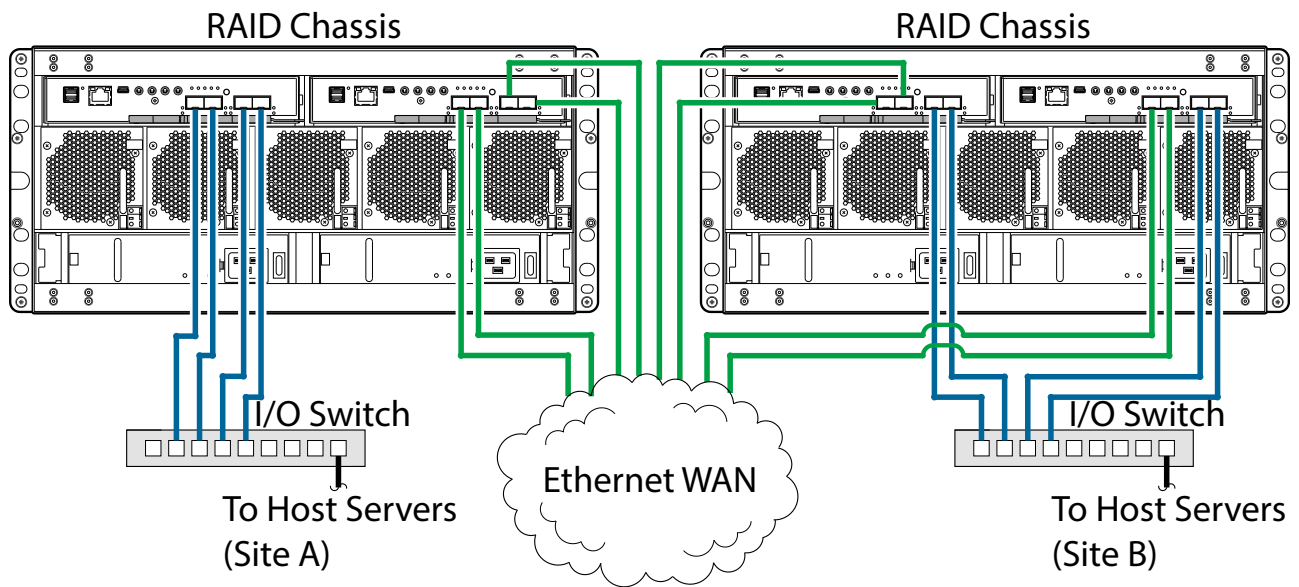 RAID Chassis
RAID Chassis
I/O Switch
I/O Switch
Ethernet WAN
To Host Servers
(Site A)
To Host Servers
(Site B)